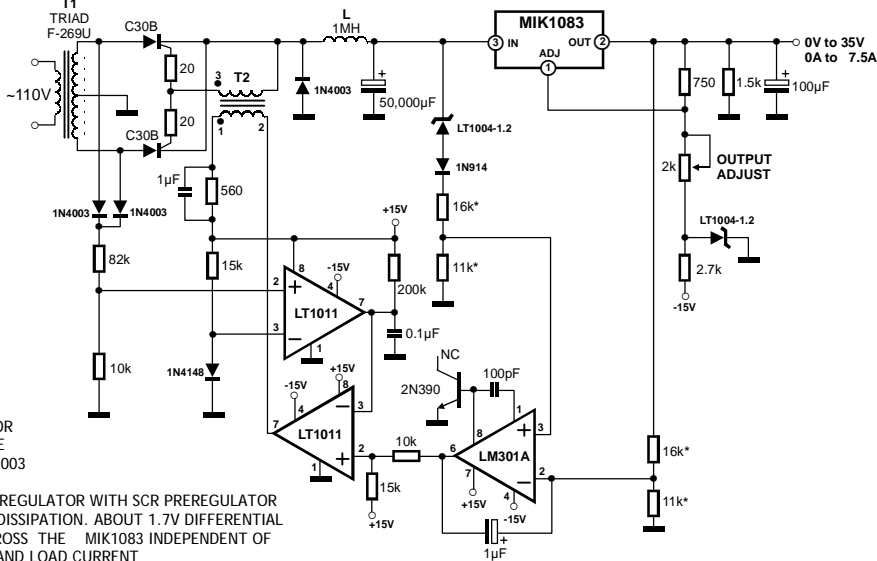 T1
TRIAD
F-269U
~110V
C30B
C30B
20
20
3
T2
1
2
L
1MH
1N4003
+
50,000µF
MIK1083
3 IN
ADJ
1
OUT 2
0V to 35V
0A to 7.5A
750
1.5k
+
100µF
2k
OUTPUT
ADJUST
LT1004-1.2
2.7k
-15V
LT1004-1.2
1N914
16k*
11k*
1µF
560
1N4003
1N4003
82k
10k
15k
1N4148
+15V
200k
0.1µF
8
-15V
4
2
+
LT1011
7
3
−
1
-15V
4
+15V
8
−
3
7
LT1011
+
2
1
10k
15k
+15V
NC
2N390
100pF
8
1
+
3
6
LM301A
−
2
7
+15V
4
-15V
+
1µF
16k*
11k*
OR
E
003
REGULATOR WITH SCR PREREGULATOR
DISSIPATION. ABOUT 1.7V DIFFERENTIAL
ROSS THE MIK1083 INDEPENDENT OF
AND LOAD CURRENT